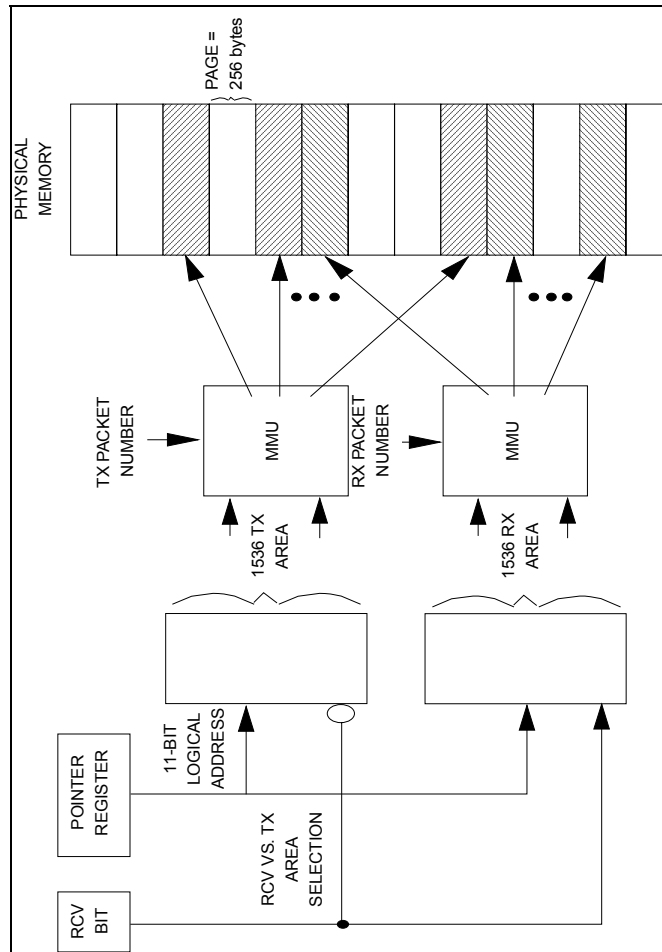 RCV
BIT
POINTER
REGISTER
11-BIT
LOGICAL
ADDRESS
RCV VS. TX
AREA
SELECTION
1536 TX
AREA
1536 RX
AREA
TX PACKET
NUMBER
MMU
RX PACKET
NUMBER
MMU
PHYSICAL
MEMORY
PAGE =
256 bytes